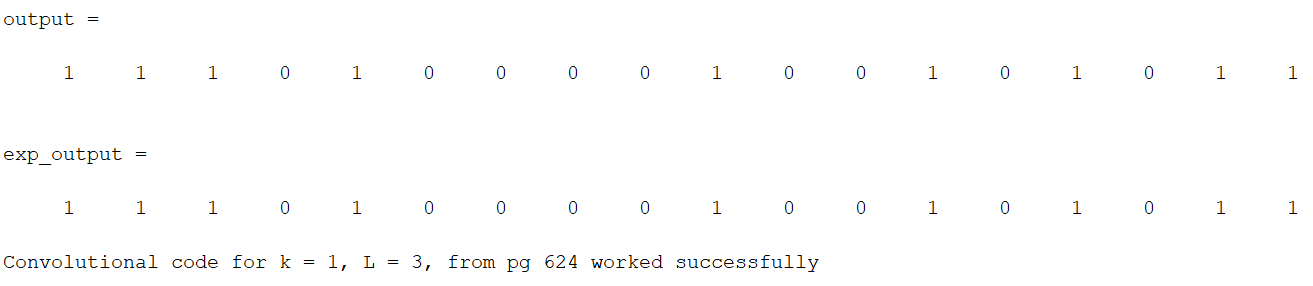 output =
1 1 1 0 1 0 0 0 0 1 0 0 1 0 1 0 1 1
exp_output =
1 1 1 0 1 0 0 0 0 1 0 0 1 0 1 0 1 1
Convolutional code for k = 1, L = 3, from pg 624 worked successfully